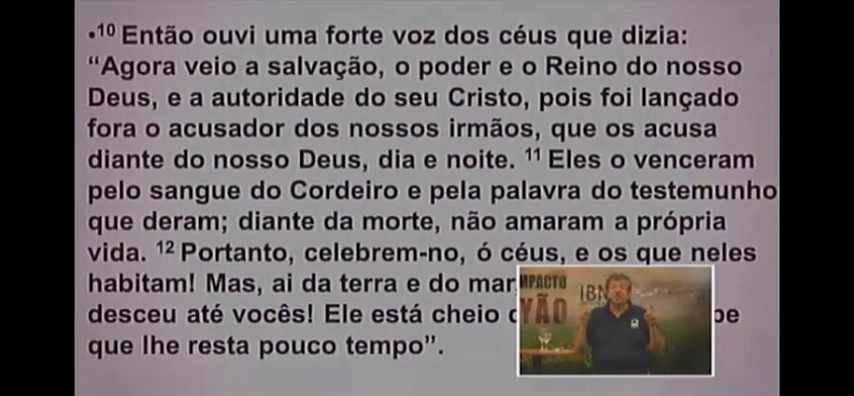 •10 Então ouvi uma forte voz dos céus que dizia:
“Agora veio a salvação, o poder e o Reino do nosso
Deus, e a autoridade do seu Cristo, pois foi lançado
fora o acusador dos nossos irmãos, que os acusa
diante do nosso Deus, dia e noite. 11 Eles o venceram
pelo sangue do Cordeiro e pela palavra do testemunho
que deram; diante da morte, não amaram a própria
vida. 12 Portanto, celebrem-no, ó céus, e os que neles
habitam! Mas, ai da terra e do mar
desceu até vocês! Ele está cheio
que lhe resta pouco tempo”.
MPACTO
YÃO
IBN